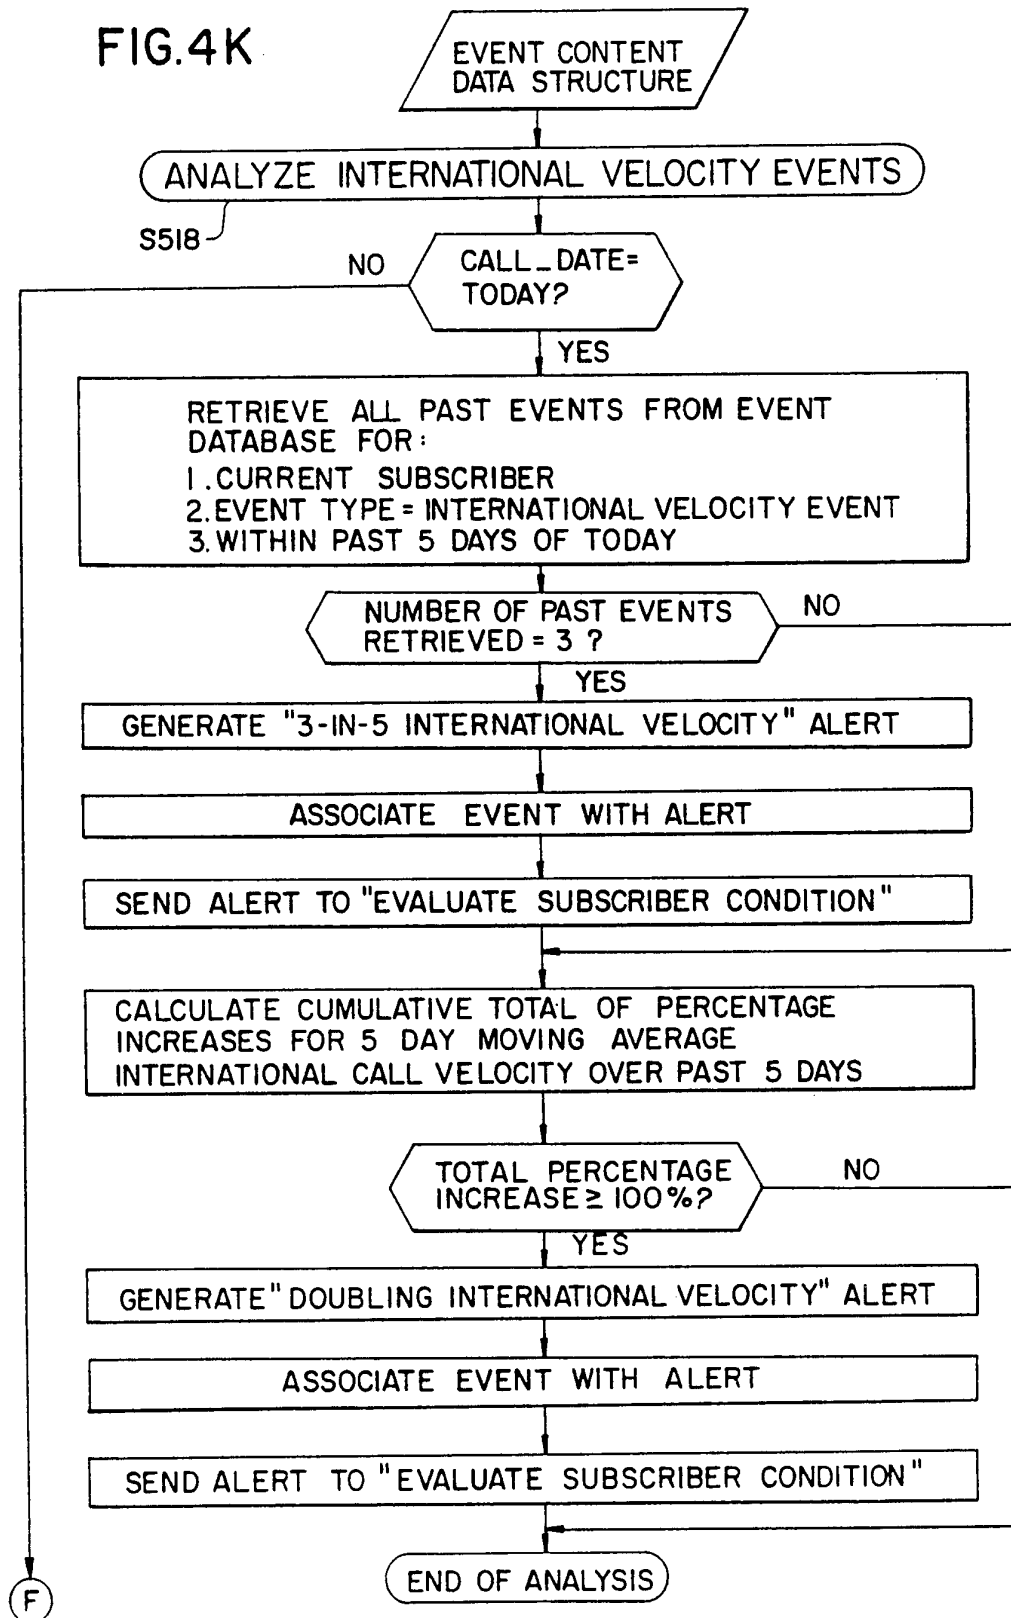 FIG.4K
EVENT CONTENT
DATA STRUCTURE
ANALYZE INTERNATIONAL VELOCITY EVENTS
S518
CALL_DATE=
TODAY?
NO
YES
RETRIEVE ALL PAST EVENTS FROM EVENT
DATABASE FOR:
1. CURRENT SUBSCRIBER
2. EVENT TYPE = INTERNATIONAL VELOCITY EVENT
3. WITHIN PAST 5 DAYS OF TODAY
NUMBER OF PAST EVENTS
RETRIEVED = 3 ?
NO
YES
GENERATE "3-IN-5 INTERNATIONAL VELOCITY" ALERT
ASSOCIATE EVENT WITH ALERT
SEND ALERT TO "EVALUATE SUBSCRIBER CONDITION"
CALCULATE CUMULATIVE TOTAL OF PERCENTAGE
INCREASES FOR 5 DAY MOVING AVERAGE
INTERNATIONAL CALL VELOCITY OVER PAST 5 DAYS
TOTAL PERCENTAGE
INCREASE ≥ 100%?
NO
YES
GENERATE "DOUBLING INTERNATIONAL VELOCITY" ALERT
ASSOCIATE EVENT WITH ALERT
SEND ALERT TO "EVALUATE SUBSCRIBER CONDITION"
END OF ANALYSIS
F